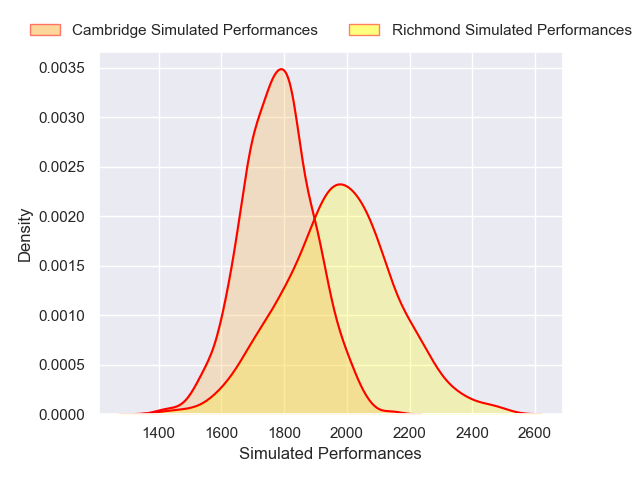 Cambridge Simulated Performances
Richmond Simulated Performances
0.0035
0.0030
0.0025
0.0020
0.0015
0.0010
0.0005
0.0000
Density
1400 1600 1800 2000 2200 2400 2600
Simulated Performances